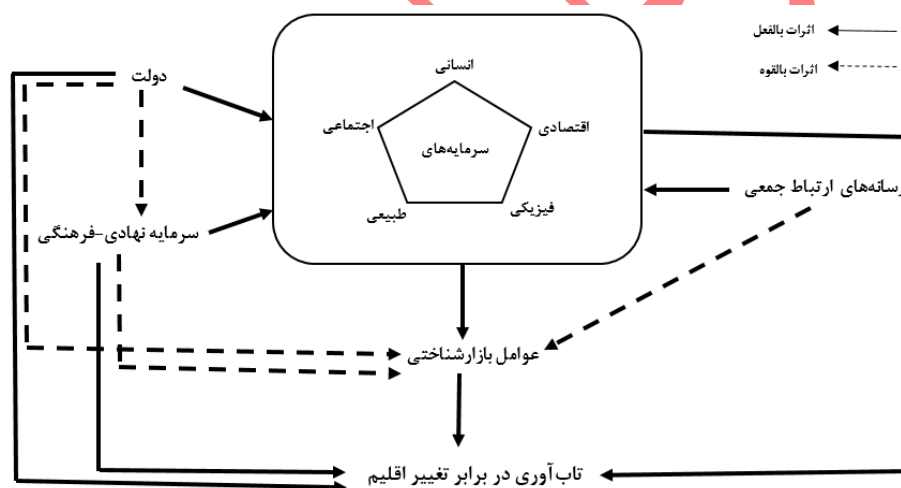 اثرات بالفعل
اثرات بالقوه
دولت
انسانی
اجتماعی
اقتصادی
سرمایه‌های
رسانه‌های ارتباط جمعی
طبیعی
فیزیکی
سرمایه نهادی-فرهنگی
عوامل بازارشناختی
تاب‌آوری در برابر تغییر اقلیم